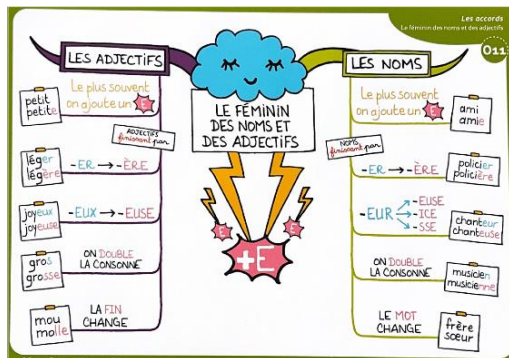 Les accords
Le féminin des noms et des adjectifs
011
LES ADJECTIFS
Le plus souvent
on ajoute un E
petit
petite
ADJECTIFS
finissant par
léger
légère
-ER → -ÈRE
joyeux
joyeuse
-EUX → -EUSE
gros
grosse
ON DOUBLE
LA CONSONNE
mou
molle
LA FIN
CHANGE
LE FÉMININ
DES NOMS ET
DES ADJECTIFS
E
E
+E
LES NOMS
Le plus souvent
on ajoute un E
ami
amie
NOMS
finissant par
-ER → -ÈRE
policier
policière
-EUR → -EUSE
→ -ICE
→ -SSE
chanteur
chanteuse
ON DOUBLE
LA CONSONNE
musicien
musicienne
LE MOT
CHANGE
frère
sœur